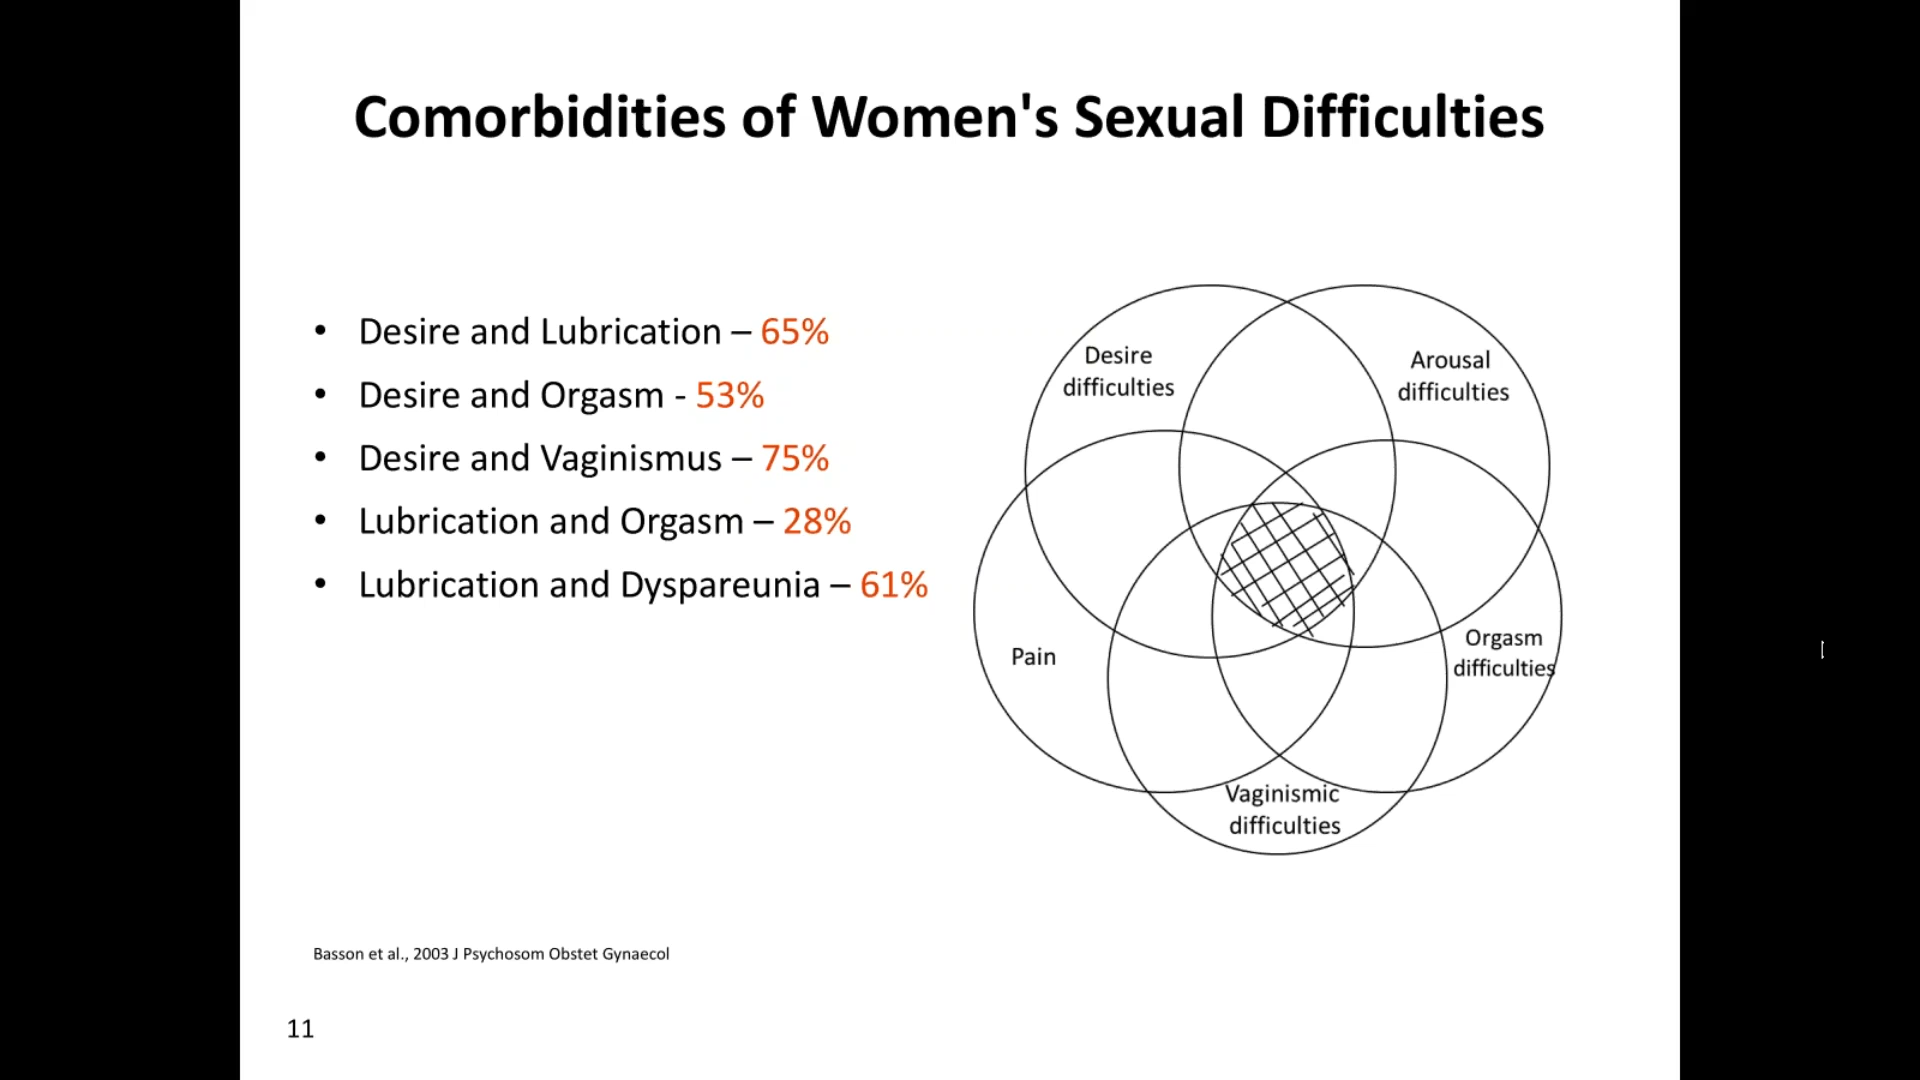 Comorbidities of Women's Sexual Difficulties
• Desire and Lubrication – 65%
• Desire and Orgasm - 53%
• Desire and Vaginismus – 75%
• Lubrication and Orgasm – 28%
• Lubrication and Dyspareunia – 61%
Desire
difficulties
Arousal
difficulties
Pain
Orgasm
difficulties
Vaginismic
difficulties
Basson et al., 2003 J Psychosom Obstet Gynaecol
11